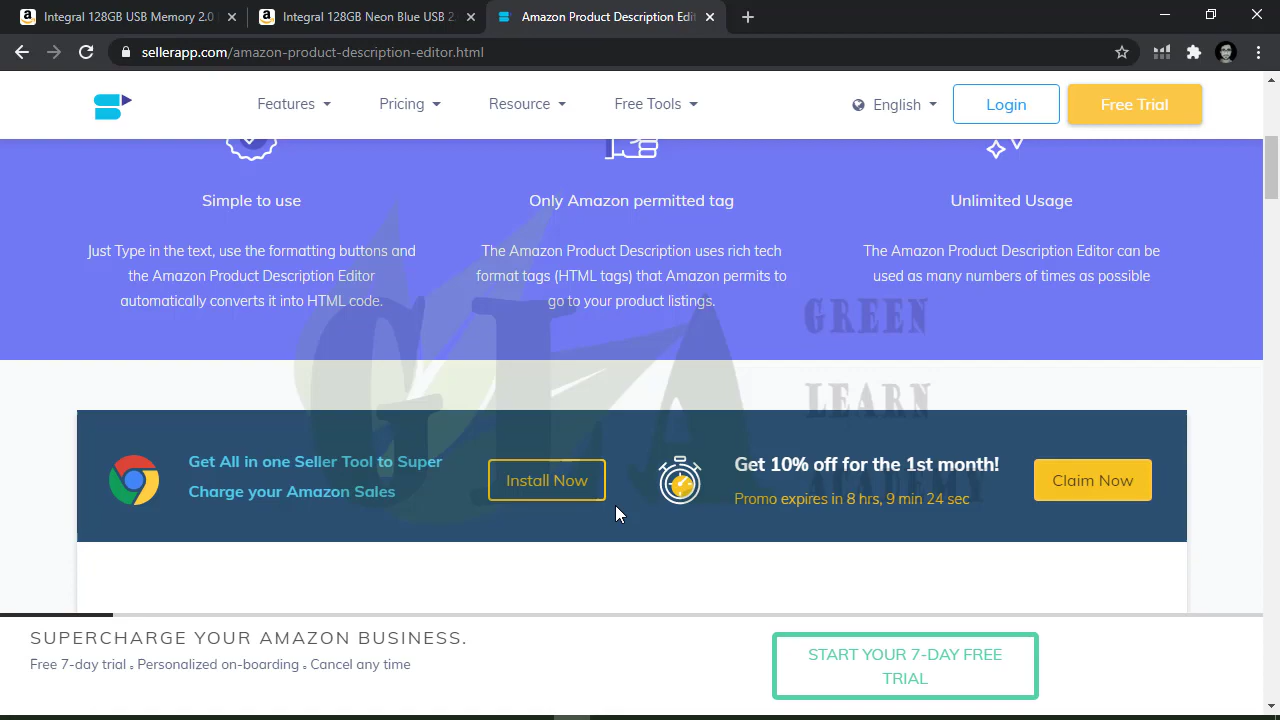 Integral 128GB USB Memory 2.0
Integral 128GB Neon Blue USB 2.
Amazon Product Description Edit
sellerapp.com/amazon-product-description-editor.html
Features
Pricing
Resource
Free Tools
English
Login
Free Trial
Simple to use
Only Amazon permitted tag
Unlimited Usage
Just Type in the text, use the formatting buttons and
the Amazon Product Description Editor
automatically converts it into HTML code.
The Amazon Product Description uses rich tech
format tags (HTML tags) that Amazon permits to
go to your product listings.
The Amazon Product Description Editor can be
used as many numbers of times as possible
GLA
GREEN
LEARN
ACADEMY
Get All in one Seller Tool to Super
Charge your Amazon Sales
Install Now
Get 10% off for the 1st month!
Promo expires in 8 hrs, 9 min 24 sec
Claim Now
SUPERCHARGE YOUR AMAZON BUSINESS.
Free 7-day trial • Personalized on-boarding • Cancel any time
START YOUR 7-DAY FREE
TRIAL